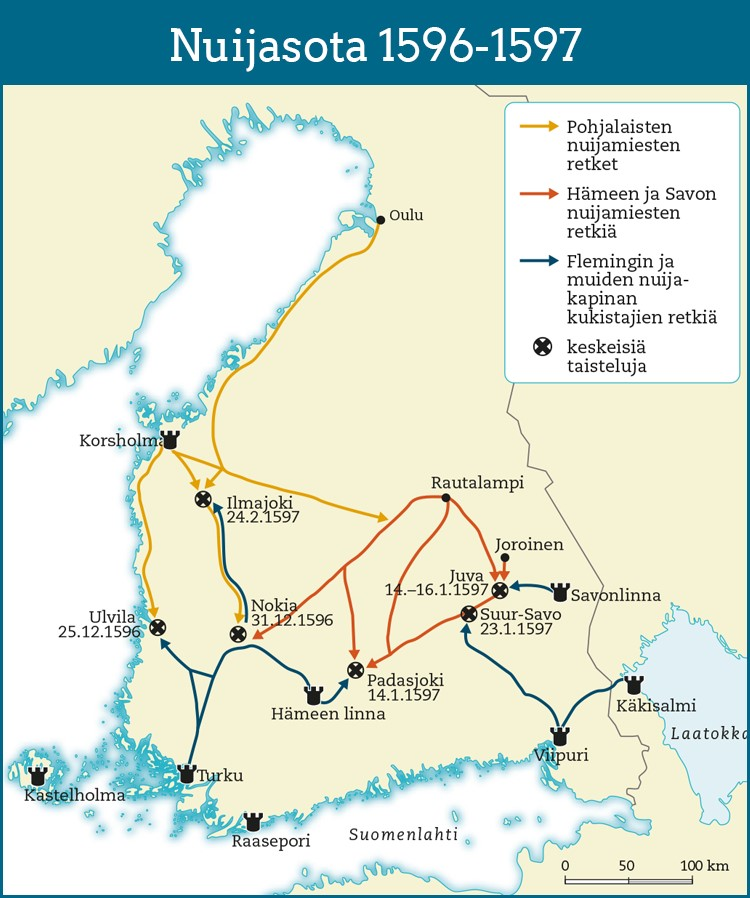 Nuijasota 1596-1597
Pohjalaisten
nuijamiesten
retket
Hämeen ja Savon
nuijamiesten
retkiä
Flemingin ja
muiden nuija-
kapinan
kukistajien retkiä
keskeisiä
taisteluja
Oulu
Korsholma
Rautalampi
Ilmajoki
24.2.1597
Joroinen
Juva
14.–16.1.1597
Savonlinna
Nokia
31.12.1596
Ulvila
25.12.1596
Suur-Savo
23.1.1597
Padasjoki
14.1.1597
Hämeen linna
Käkisalmi
Laatokka
Viipuri
Turku
Kastelholma
Raasepori
Suomenlahti
0 50 100 km